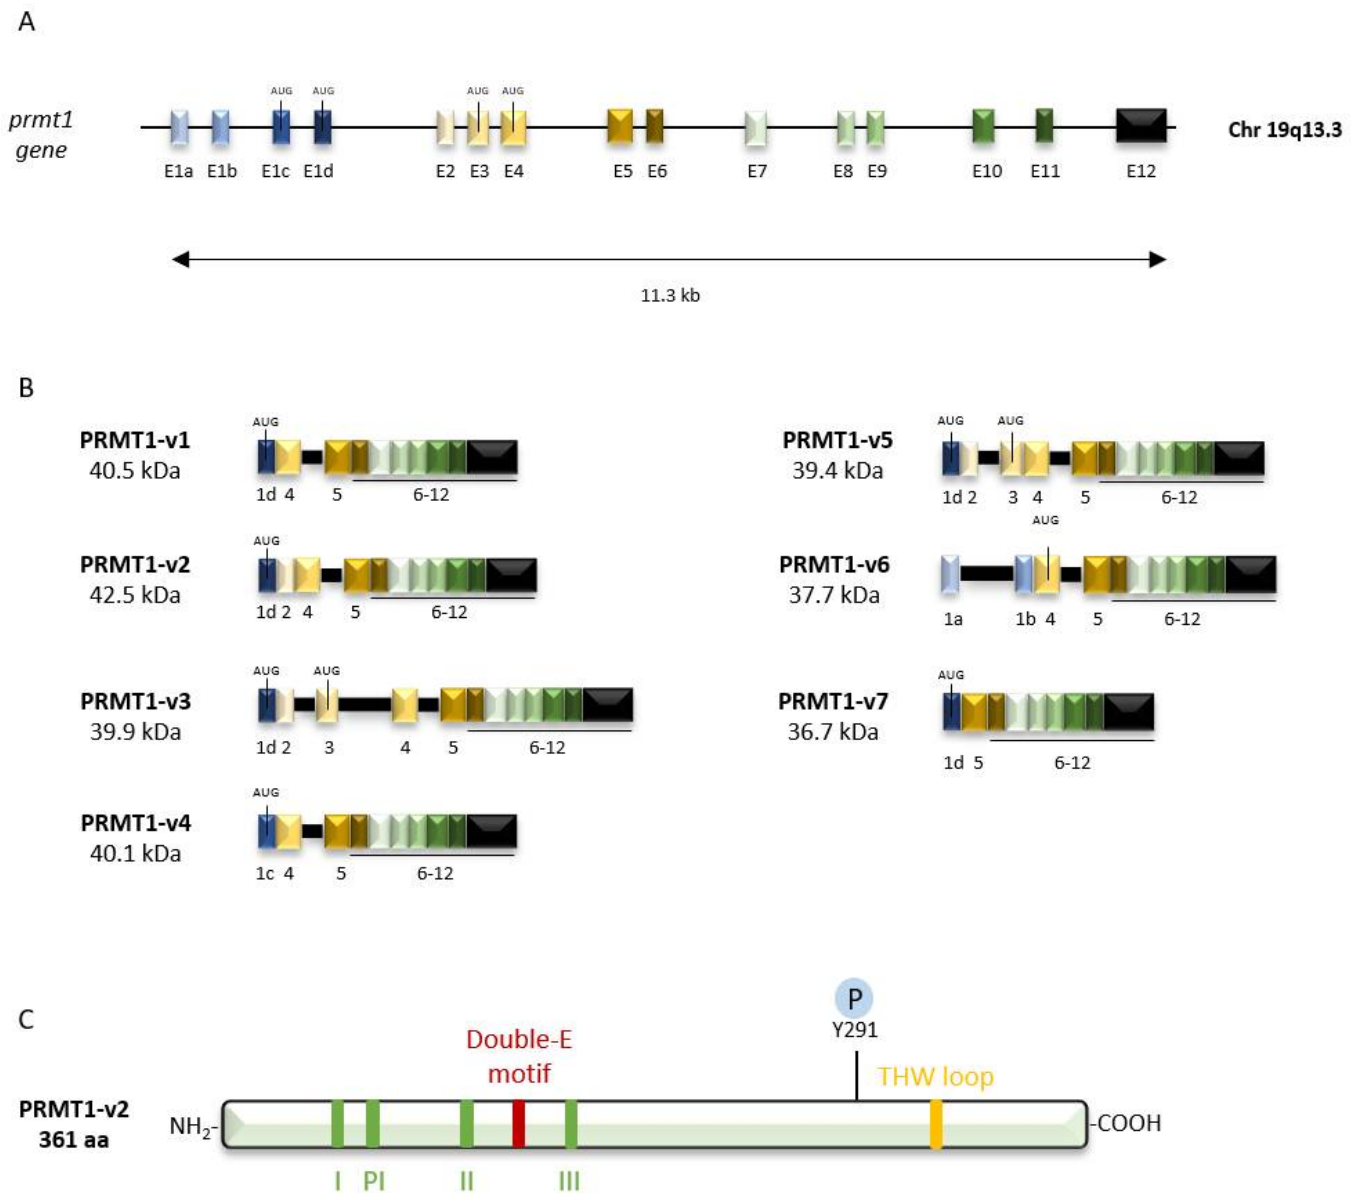 A
prmt1
gene
AUG AUG AUG AUG
Chr 19q13.3
E1a E1b E1c E1d E2 E3 E4 E5 E6 E7 E8 E9 E10 E11 E12
11.3 kb
B
PRMT1-v1
40.5 kDa
AUG
1d 4 5 6-12
PRMT1-v2
42.5 kDa
AUG
1d 2 4 5 6-12
PRMT1-v3
39.9 kDa
AUG AUG
1d 2 3 4 5 6-12
PRMT1-v4
40.1 kDa
AUG
1c 4 5 6-12
PRMT1-v5
39.4 kDa
AUG AUG
1d 2 3 4 5 6-12
PRMT1-v6
37.7 kDa
AUG
1a 1b 4 5 6-12
PRMT1-v7
36.7 kDa
AUG
1d 5 6-12
C
P
Y291
Double-E
motif
THW loop
PRMT1-v2
361 aa
NH2-
-COOH
I PI II III